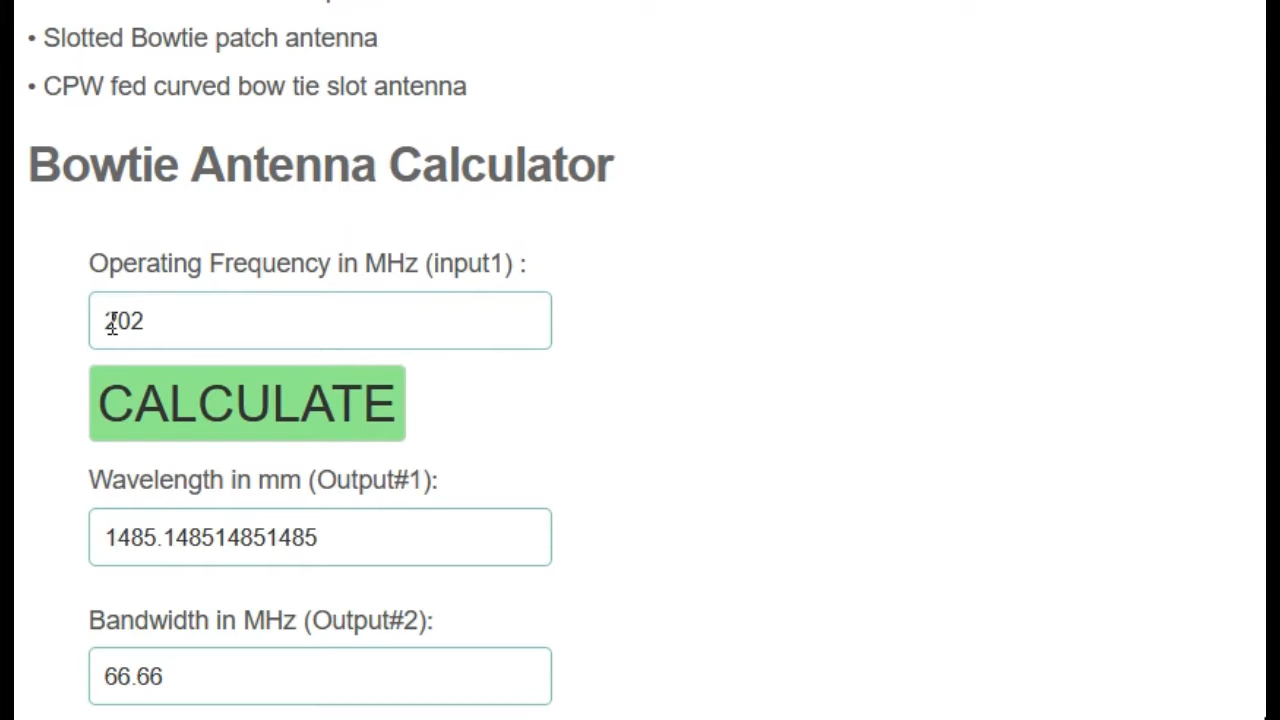 • Slotted Bowtie patch antenna
• CPW fed curved bow tie slot antenna
Bowtie Antenna Calculator
Operating Frequency in MHz (input1) :
202
CALCULATE
Wavelength in mm (Output#1):
1485.148514851485
Bandwidth in MHz (Output#2):
66.66